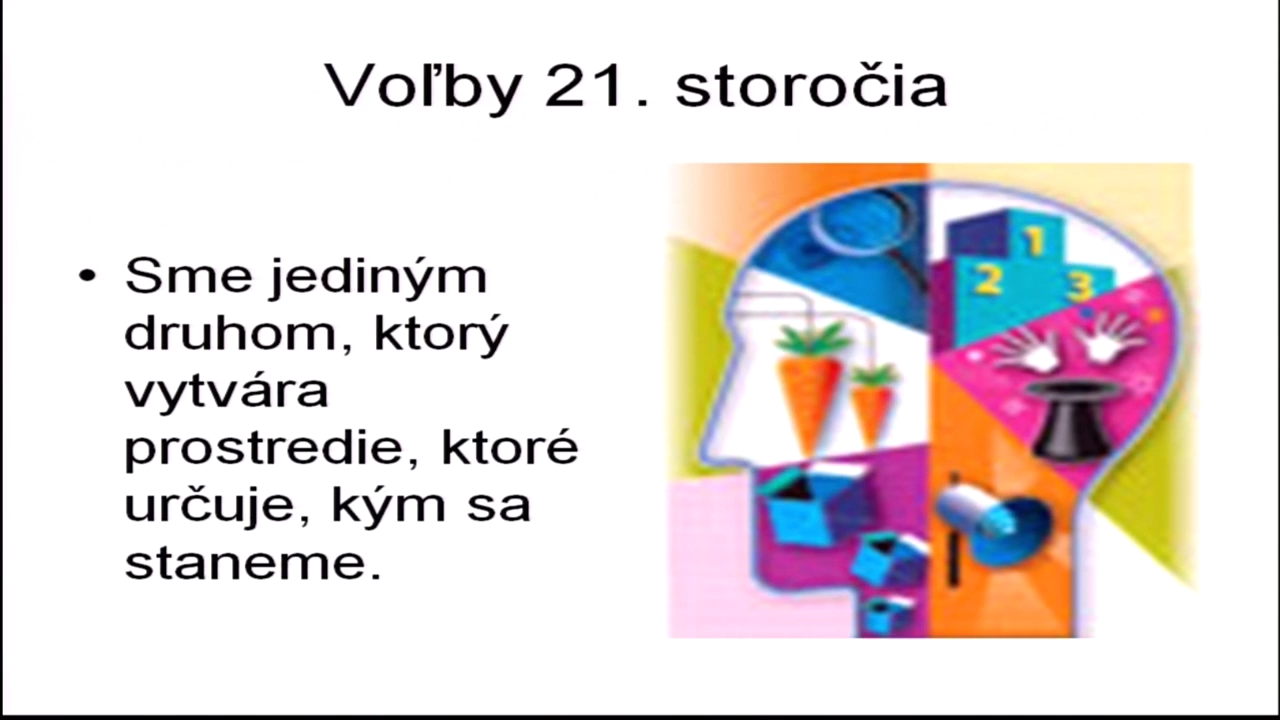 Voľby 21. storočia
• Sme jediným
druhom, ktorý
vytvára
prostredie, ktoré
určuje, kým sa
staneme.
1
2
3